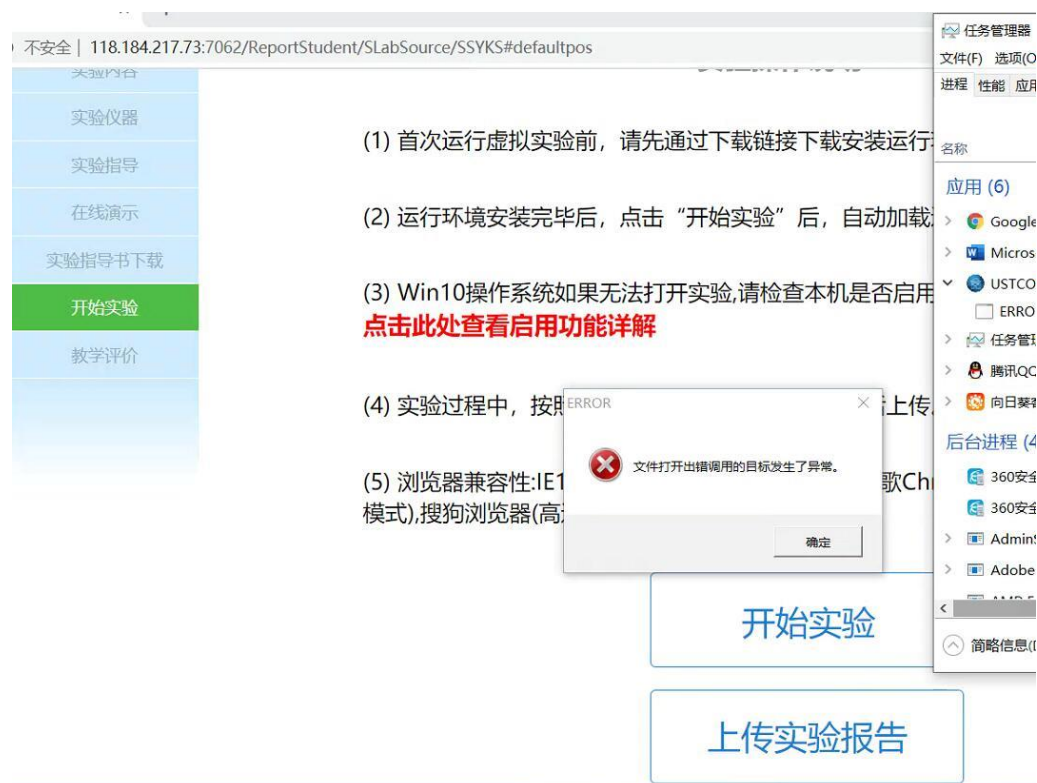 不安全 | 118.184.217.73:7062/ReportStudent/SLabSource/SSYKS#defaultpos
实验内容
实验仪器
实验指导
在线演示
实验指导书下载
开始实验
教学评价
(1) 首次运行虚拟实验前，请先通过下载链接下载安装运行
(2) 运行环境安装完毕后，点击“开始实验”后，自动加载
(3) Win10操作系统如果无法打开实验,请检查本机是否启用
点击此处查看启用功能详解
(4) 实验过程中，按
上传
(5) 浏览器兼容性:IE1
歌Ch
模式),搜狗浏览器(高
ERROR
文件打开出错调用的目标发生了异常。
确定
开始实验
上传实验报告
任务管理器
文件(F) 选项(O
进程 性能 应用
名称
应用 (6)
Google
Micros
USTCO
ERRO
任务管理
腾讯QQ
向日葵
后台进程 (4
360安全
360安全
AdminS
Adobe
简略信息(D